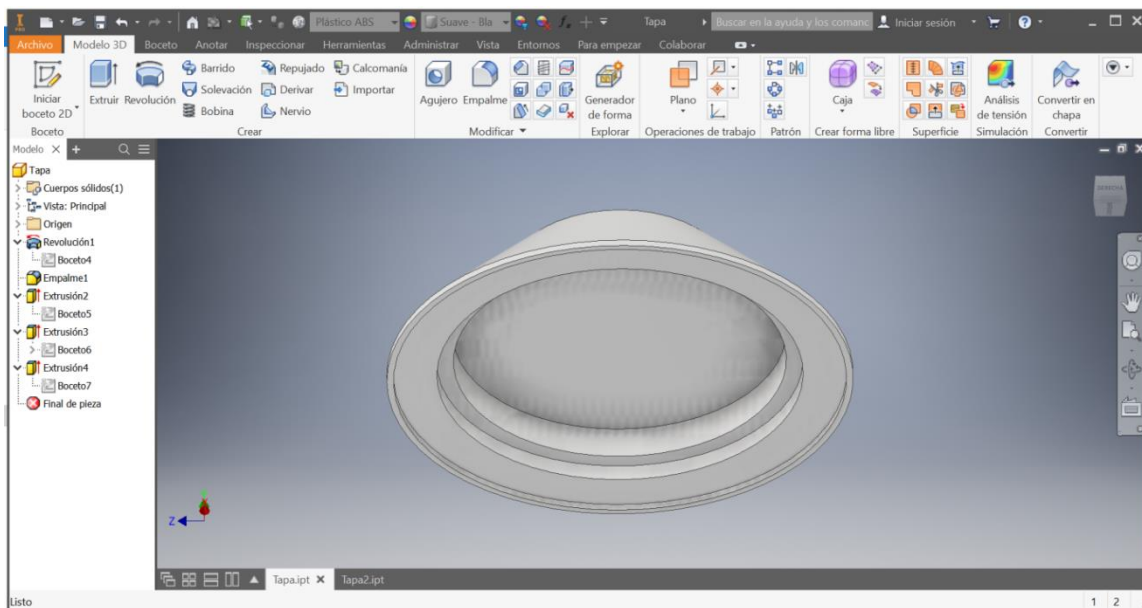 PRO Plástico ABS Suave - Bla Tapa Buscar en la ayuda y los comanc Iniciar sesión
Archivo Modelo 3D Boceto Anotar Inspeccionar Herramientas Administrar Vista Entornos Para empezar Colaborar
Iniciar boceto 2D
Extruir Revolución
Barrido Repujado Calcomanía
Solevación Derivar Importar
Bobina Nervio
Agujero Empalme
Generador de forma
Plano
Caja
Análisis de tensión
Convertir en chapa
Boceto Crear Modificar Explorar Operaciones de trabajo Patrón Crear forma libre Superficie Simulación Convertir
Modelo
Tapa
Cuerpos sólidos(1)
Vista: Principal
Origen
Revolución1
Boceto4
Empalme1
Extrusión2
Boceto5
Extrusión3
Boceto6
Extrusión4
Boceto7
Final de pieza
DERECHA
Z
Tapa.ipt Tapa2.ipt
Listo 1 2